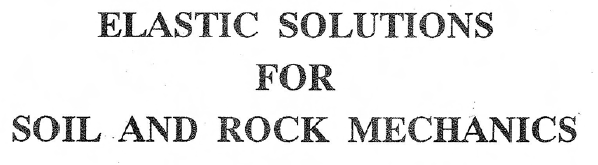 ELASTIC SOLUTIONS
FOR
SOIL AND ROCK MECHANICS